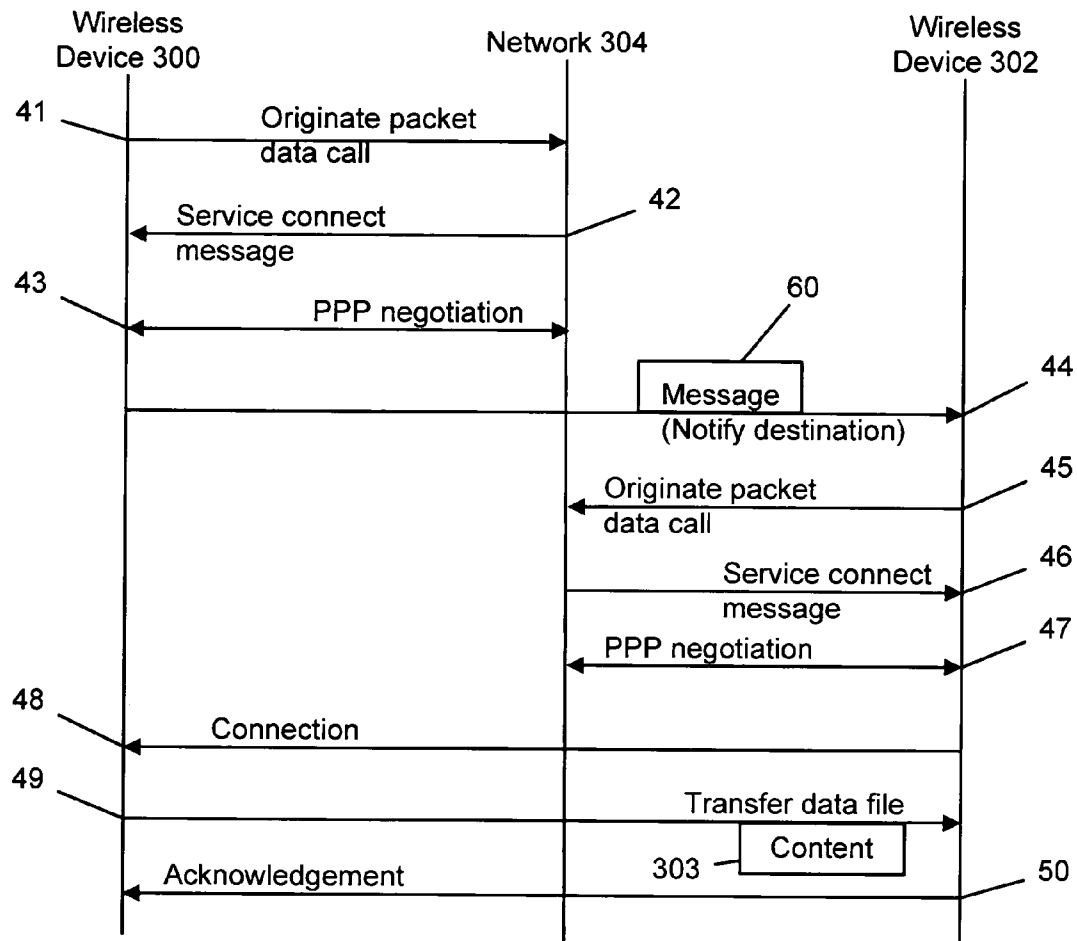 Wireless
Device 300
Network 304
Wireless
Device 302
41
Originate packet
data call
42
Service connect
message
43
PPP negotiation
60
Message
(Notify destination)
44
45
Originate packet
data call
46
Service connect
message
47
PPP negotiation
48
Connection
49
Transfer data file
Content
303
Acknowledgement
50